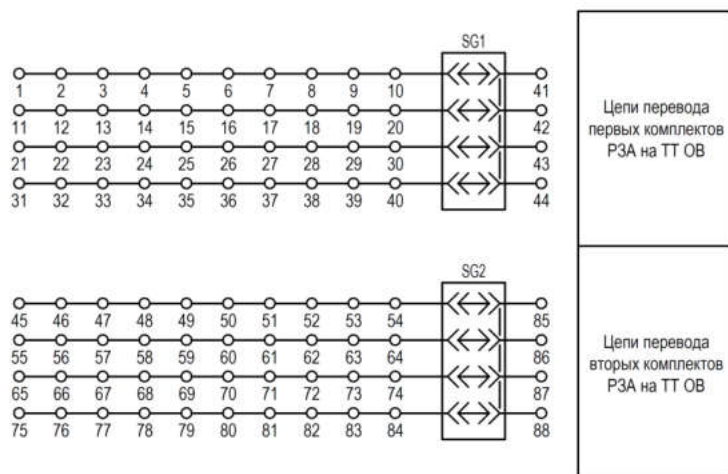 SG1
1 2 3 4 5 6 7 8 9 10 41
11 12 13 14 15 16 17 18 19 20 42
21 22 23 24 25 26 27 28 29 30 43
31 32 33 34 35 36 37 38 39 40 44
Цепи перевода
первых комплектов
РЗА на ТТ ОВ
SG2
45 46 47 48 49 50 51 52 53 54 85
55 56 57 58 59 60 61 62 63 64 86
65 66 67 68 69 70 71 72 73 74 87
75 76 77 78 79 80 81 82 83 84 88
Цепи перевода
вторых комплектов
РЗА на ТТ ОВ